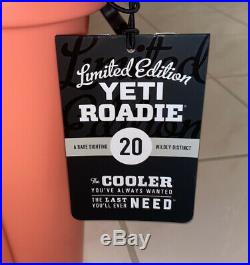 Limited Edition
YETI
ROADIE®
A RARE SIGHTING 20 WILDLY DISTINCT
The COOLER
YOU'VE ALWAYS WANTED
THE LAST NEED™
YOU'LL EVER